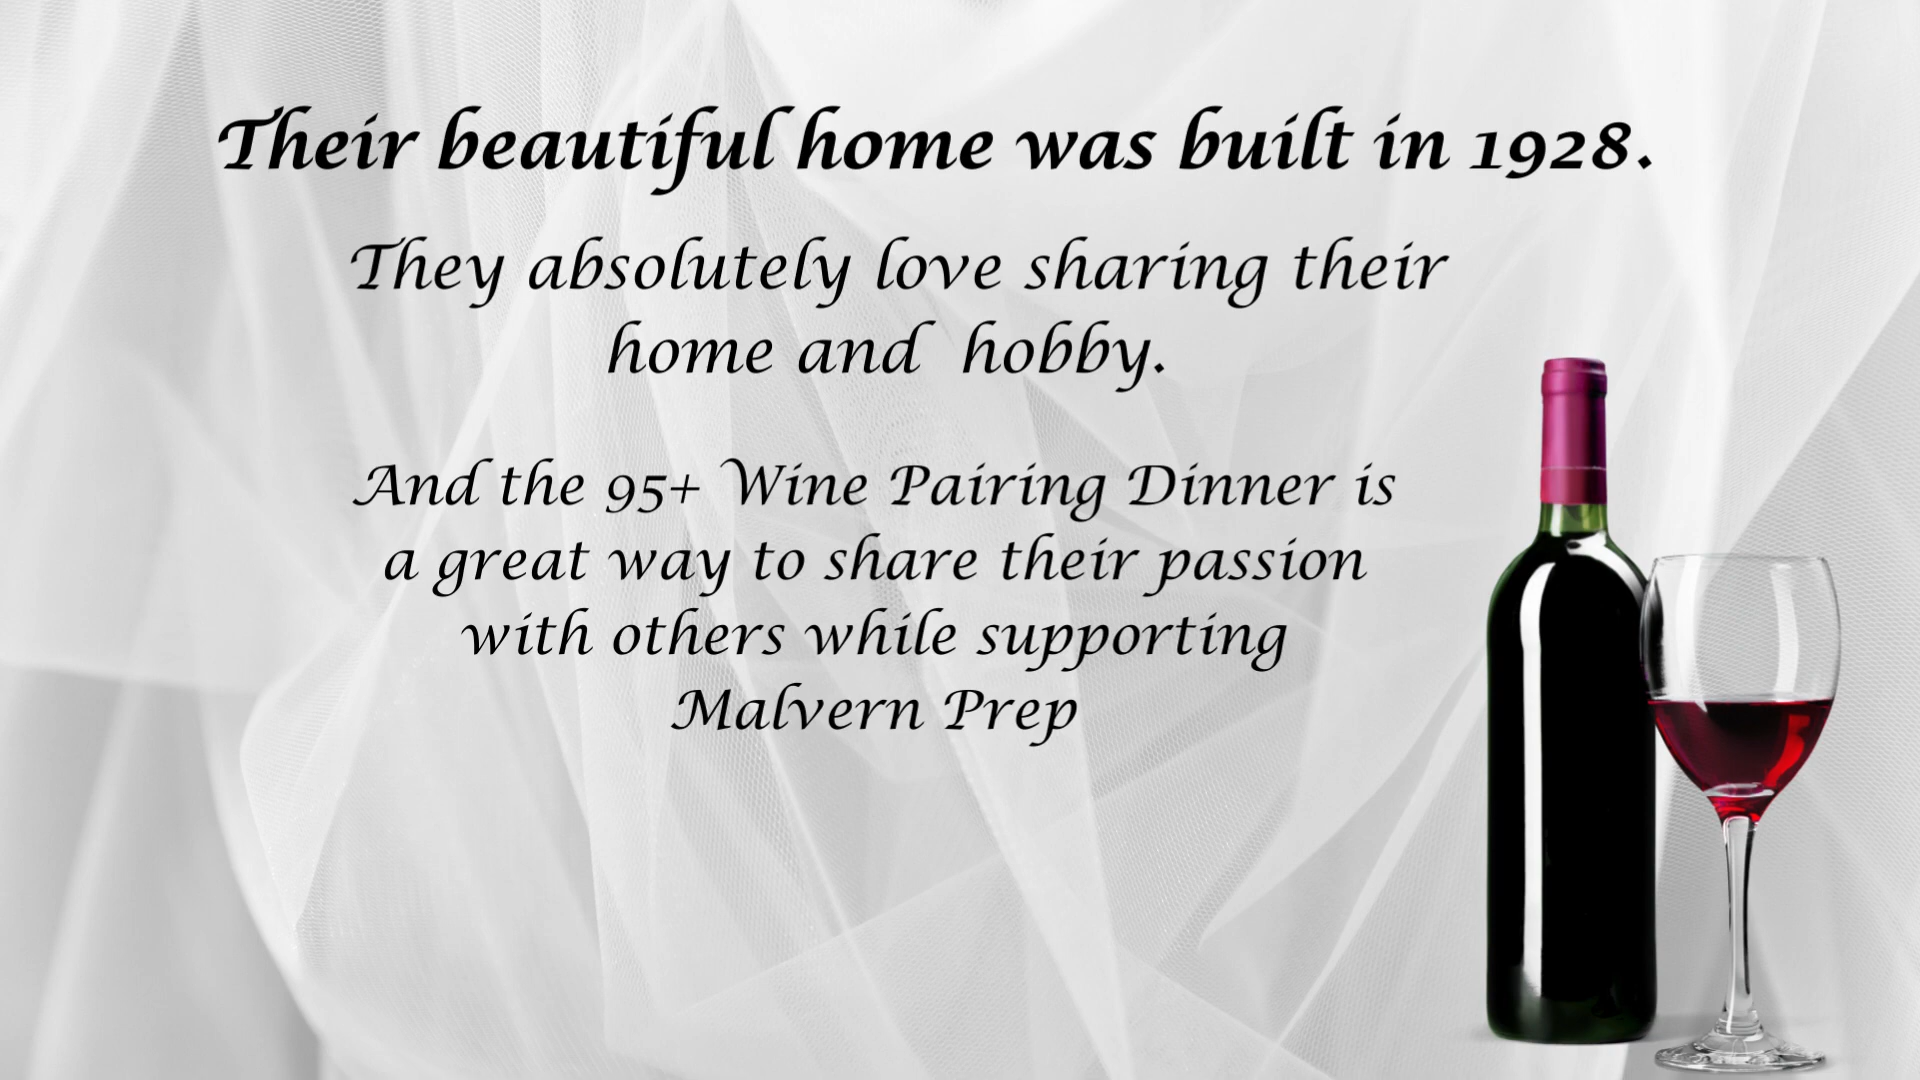 Their beautiful home was built in 1928.
They absolutely love sharing their
home and  hobby.
And the 95+ Wine Pairing Dinner is
a great way to share their passion
with others while supporting
Malvern Prep